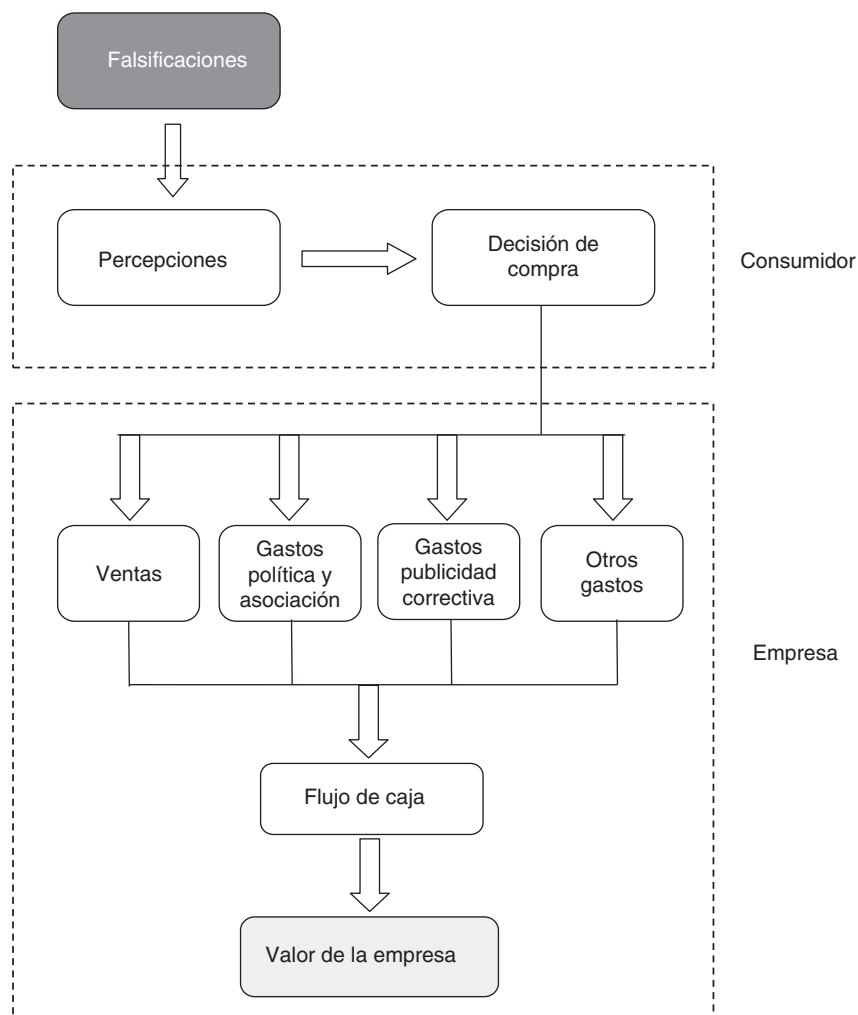 Falsificaciones
Percepciones
Decisión de
compra
Consumidor
Ventas
Gastos
política y
asociación
Gastos
publicidad
correctiva
Otros
gastos
Empresa
Flujo de caja
Valor de la empresa